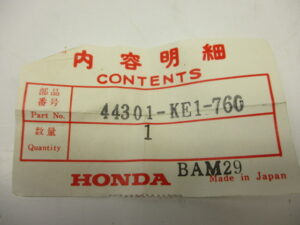 内容明細
CONTENTS
部品番号 Part No. 44301-KE1-760
数量 Quantity 1
HONDA BAM29
Made in Japan